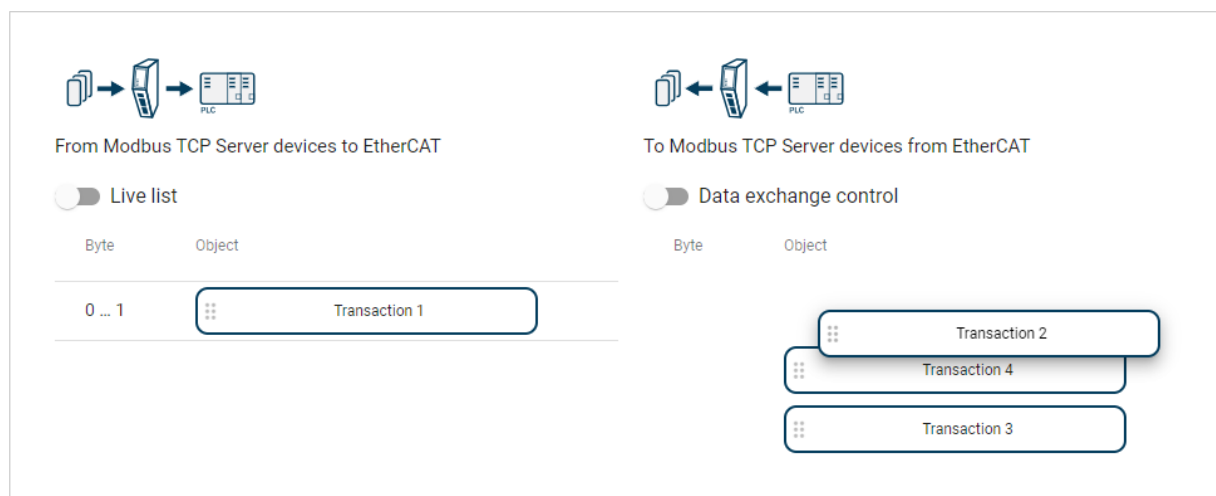 PLC
From Modbus TCP Server devices to EtherCAT
Live list
Byte Object
0 ... 1 Transaction 1
PLC
To Modbus TCP Server devices from EtherCAT
Data exchange control
Byte Object
Transaction 2
Transaction 4
Transaction 3